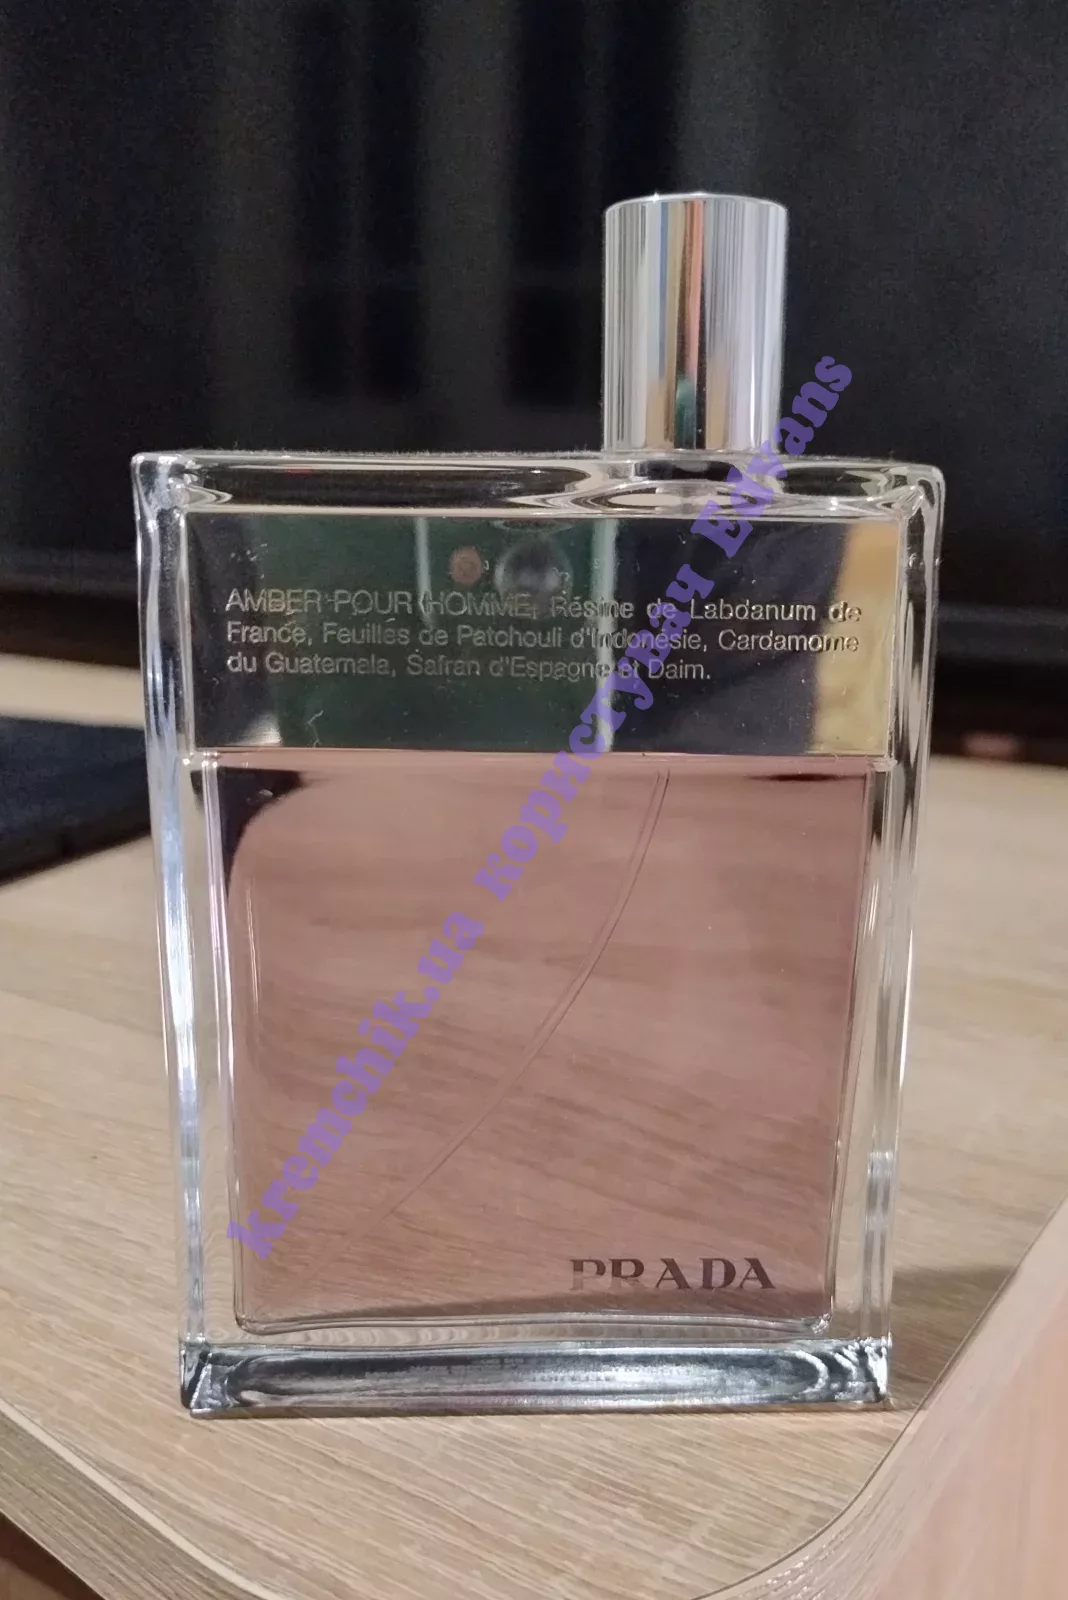 AMBER POUR HOMME, Résine de Labdanum de
France, Feuilles de Patchouli d'Indonésie, Cardamome
du Guatemala, Safran d'Espagne et Daim.
PRADA
kremchik.ua користувач Edvans